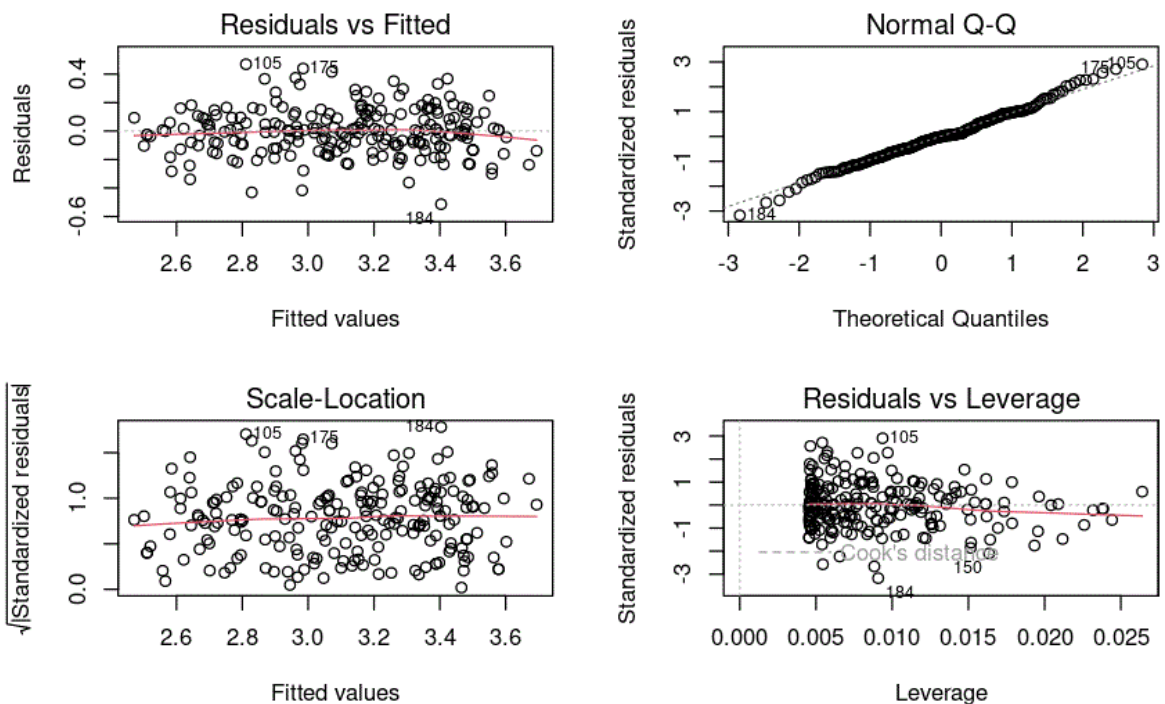 Residuals vs Fitted
Residuals
0.4
0.0
-0.6
105
175
184
2.6 2.8 3.0 3.2 3.4 3.6
Fitted values
Normal Q-Q
Standardized residuals
3
1
-1
-3
175
105
184
-3 -2 -1 0 1 2 3
Theoretical Quantiles
Scale-Location
√|Standardized residuals|
1.0
0.0
105
175
184
2.6 2.8 3.0 3.2 3.4 3.6
Fitted values
Residuals vs Leverage
Standardized residuals
3
1
-1
-3
105
Cook's distance
150
184
0.000 0.005 0.010 0.015 0.020 0.025
Leverage